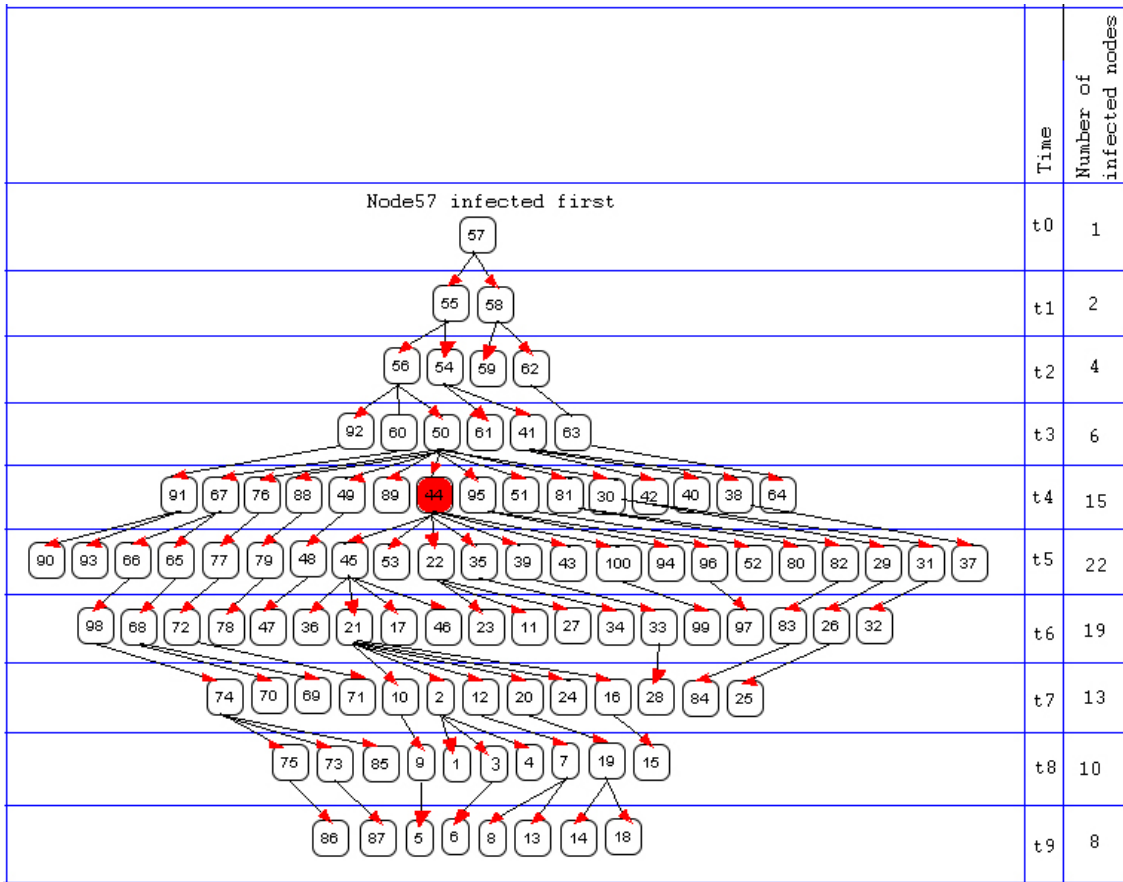 Time
Number of
infected nodes
Node57 infected first
57
t0
1
55 58
t1
2
56 54 59 62
t2
4
92 60 50 61 41 63
t3
6
91 67 76 88 49 89 44 95 51 81 30 42 40 38 64
t4
15
90 93 66 65 77 79 48 45 53 22 35 39 43 100 94 96 52 80 82 29 31 37
t5
22
98 68 72 78 47 36 21 17 46 23 11 27 34 33 99 97 83 26 32
t6
19
74 70 69 71 10 2 12 20 24 16 28 84 25
t7
13
75 73 85 9 1 3 4 7 19 15
t8
10
86 87 5 6 8 13 14 18
t9
8